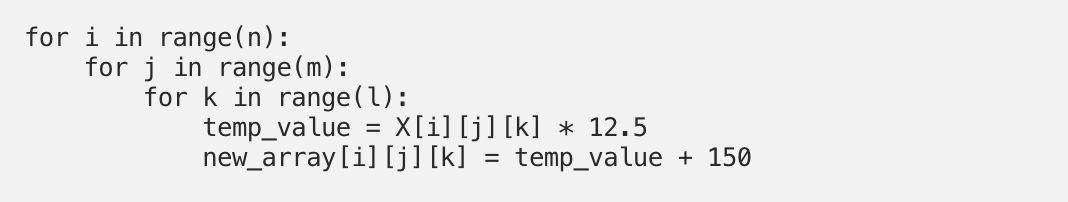 for i in range(n):
    for j in range(m):
        for k in range(l):
            temp_value = X[i][j][k] * 12.5
            new_array[i][j][k] = temp_value + 150